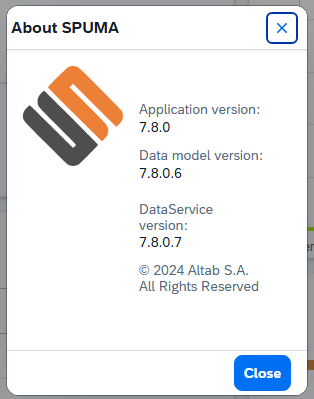 About SPUMA
Application version:
7.8.0
Data model version:
7.8.0.6
DataService
version:
7.8.0.7
© 2024 Altab S.A.
All Rights Reserved
Close